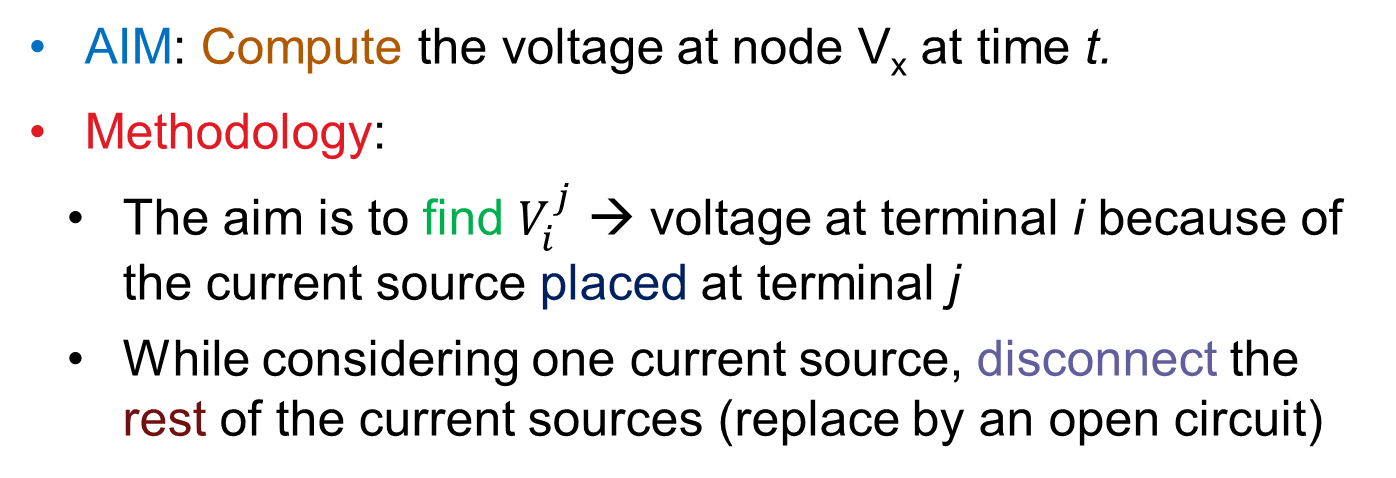 • AIM: Compute the voltage at node Vₓ at time t.
• Methodology:
• The aim is to find V_i^j → voltage at terminal i because of
the current source placed at terminal j
• While considering one current source, disconnect the
rest of the current sources (replace by an open circuit)